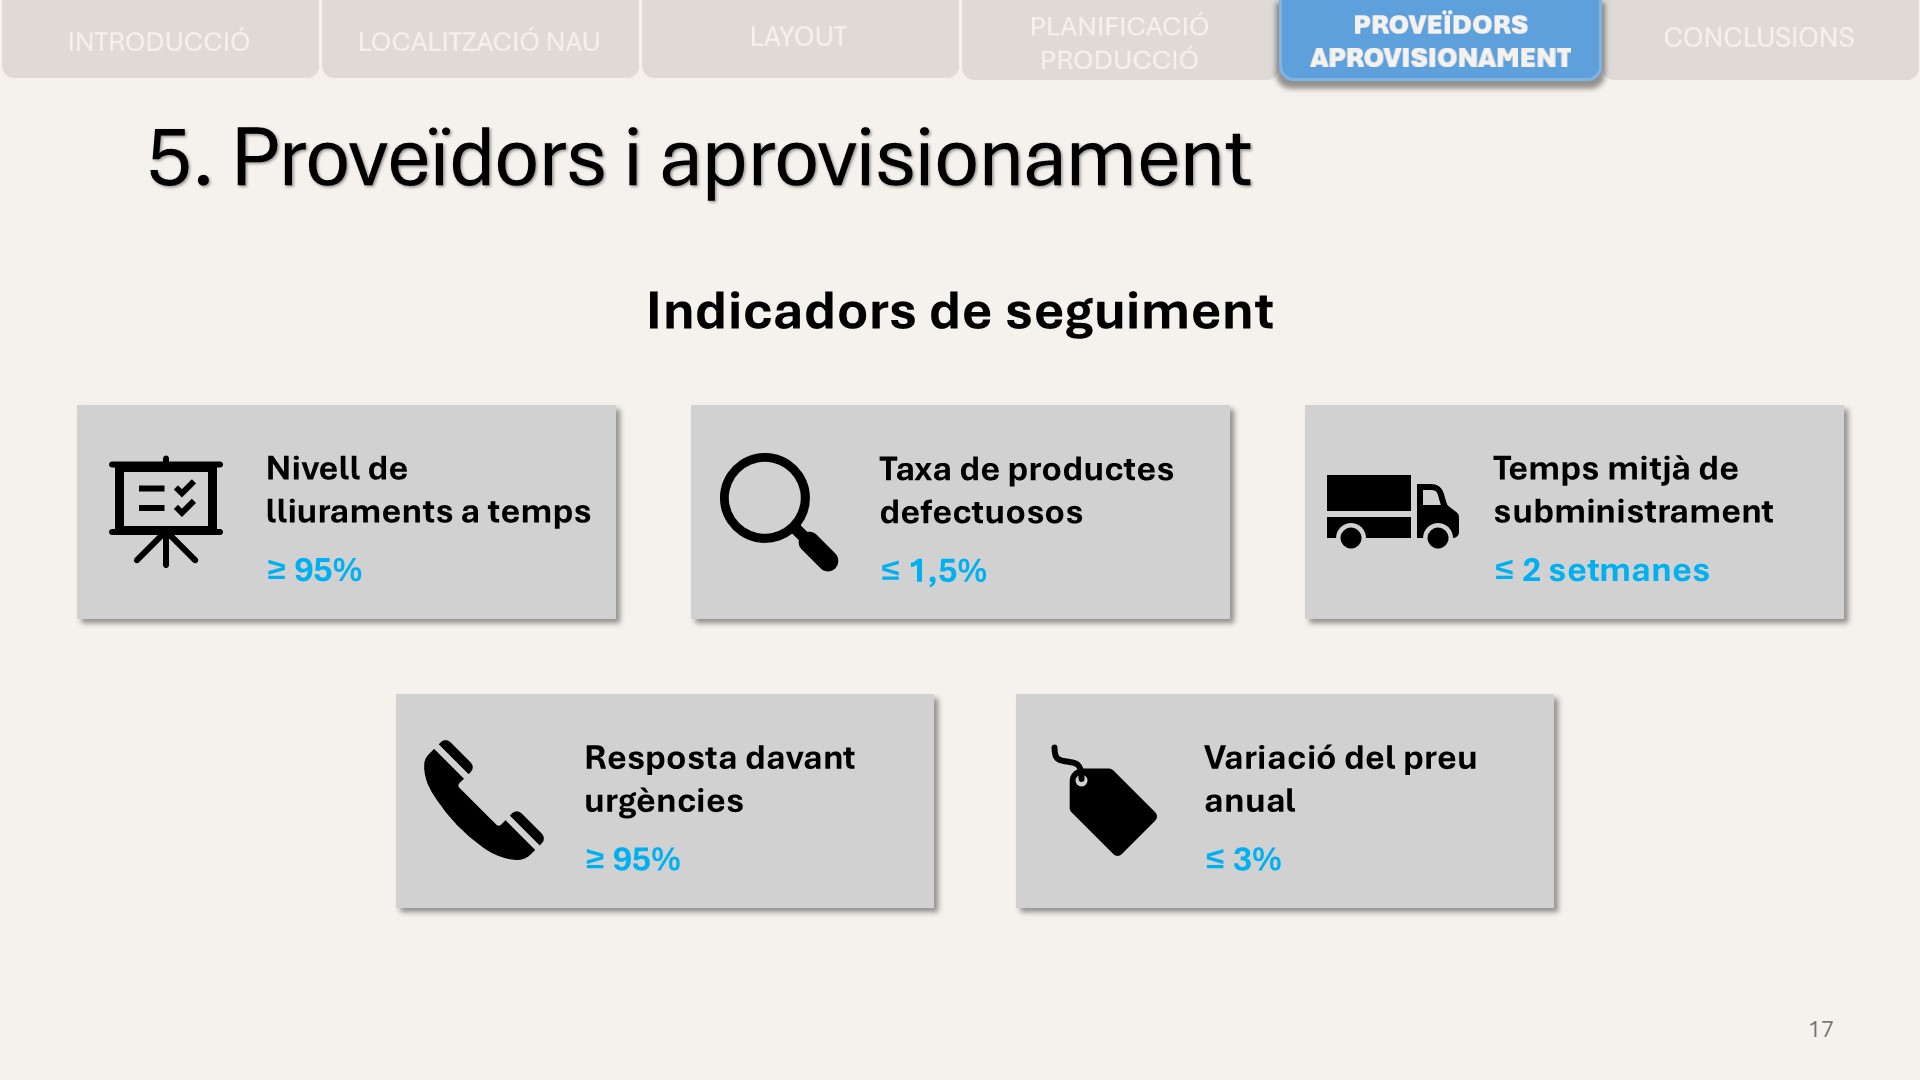 INTRODUCCIÓ
LOCALITZACIÓ NAU
LAYOUT
PLANIFICACIÓ
PRODUCCIÓ
PROVEÏDORS
APROVISIONAMENT
CONCLUSIONS
5. Proveïdors i aprovisionament
Indicadors de seguiment
Nivell de
lliuraments a temps
≥ 95%
Taxa de productes
defectuosos
≤ 1,5%
Temps mitjà de
subministrament
≤ 2 setmanes
Resposta davant
urgències
≥ 95%
Variació del preu
anual
≤ 3%
17